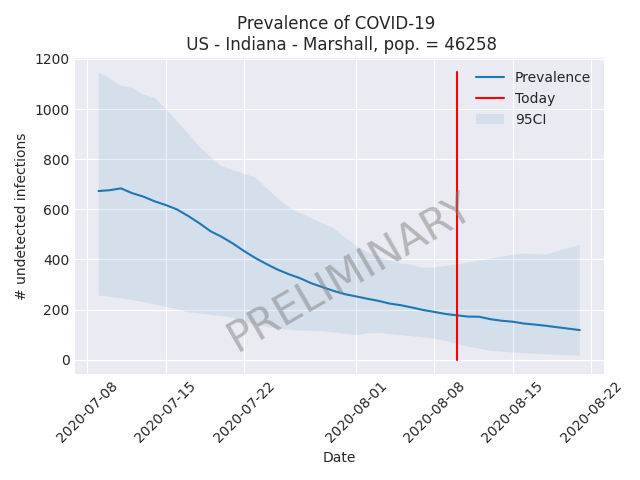 Prevalence of COVID-19
US - Indiana - Marshall, pop. = 46258
# undetected infections
1200
1000
800
600
400
200
0
Prevalence
Today
95CI
PRELIMINARY
2020-07-08
2020-07-15
2020-07-22
2020-08-01
2020-08-08
2020-08-15
2020-08-22
Date